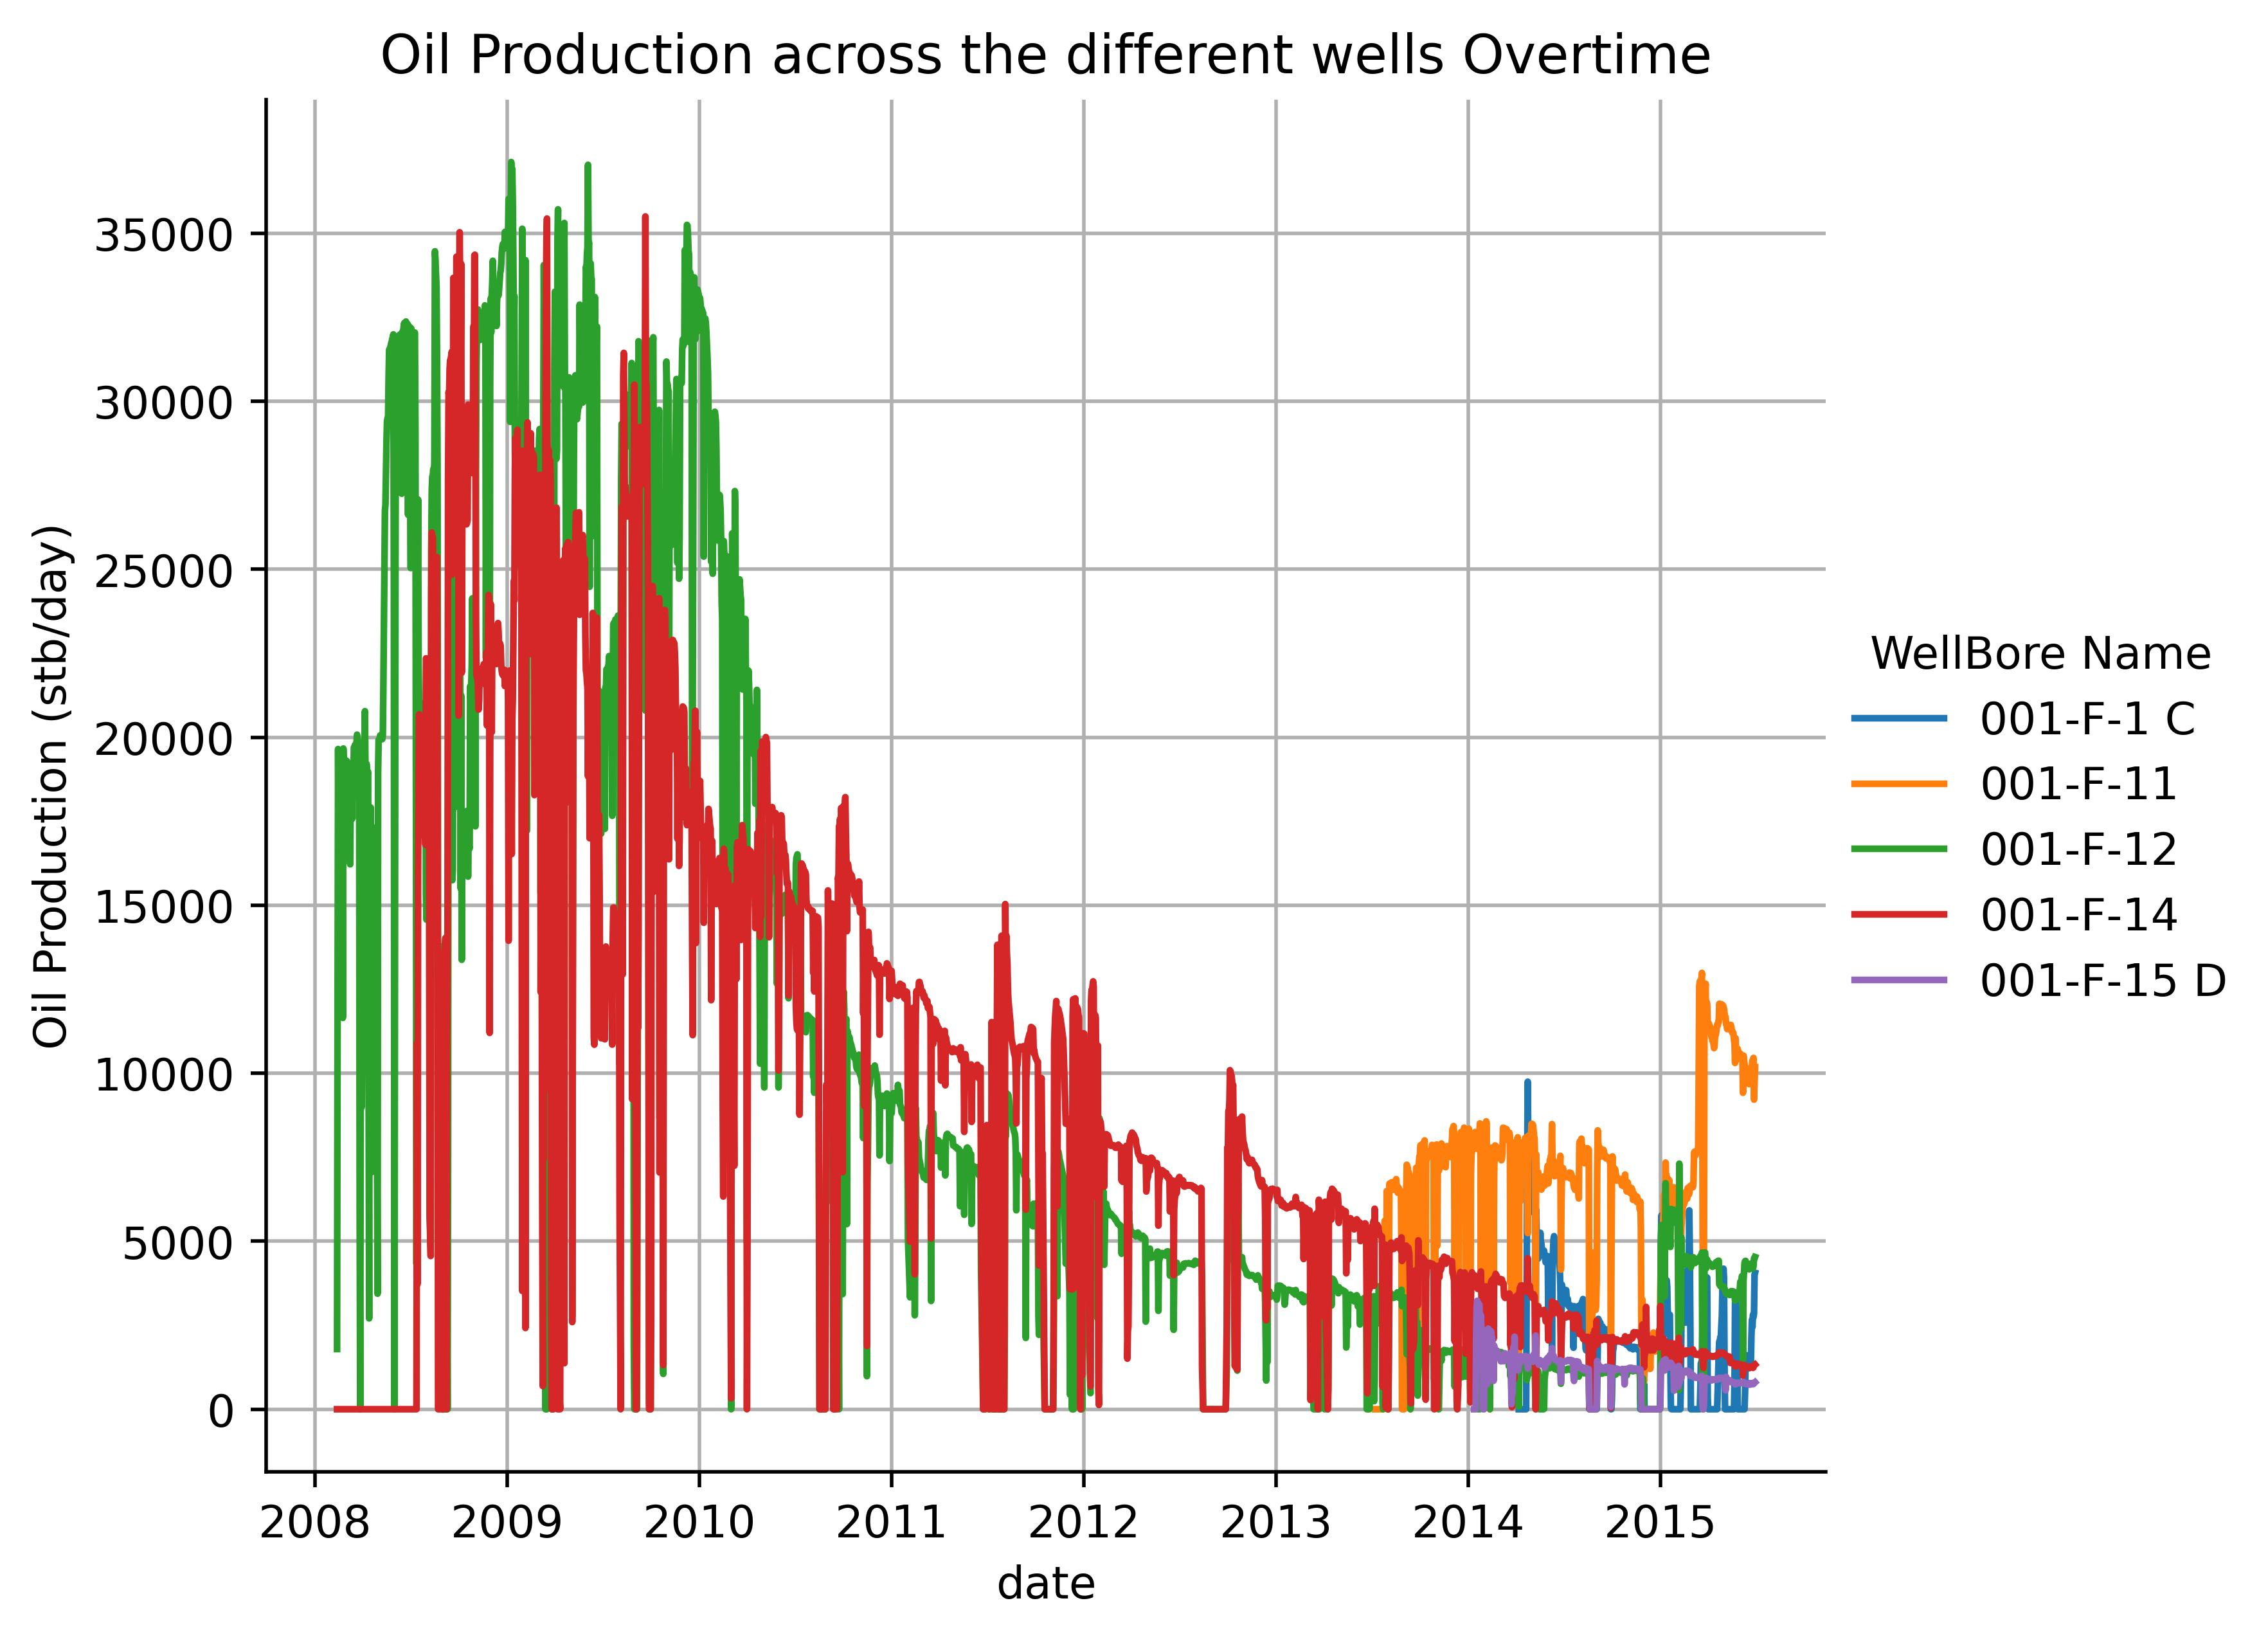 Oil Production across the different wells Overtime
Oil Production (stb/day)
35000
30000
25000
20000
15000
10000
5000
0
2008 2009 2010 2011 2012 2013 2014 2015
date
WellBore Name
001-F-1 C
001-F-11
001-F-12
001-F-14
001-F-15 D